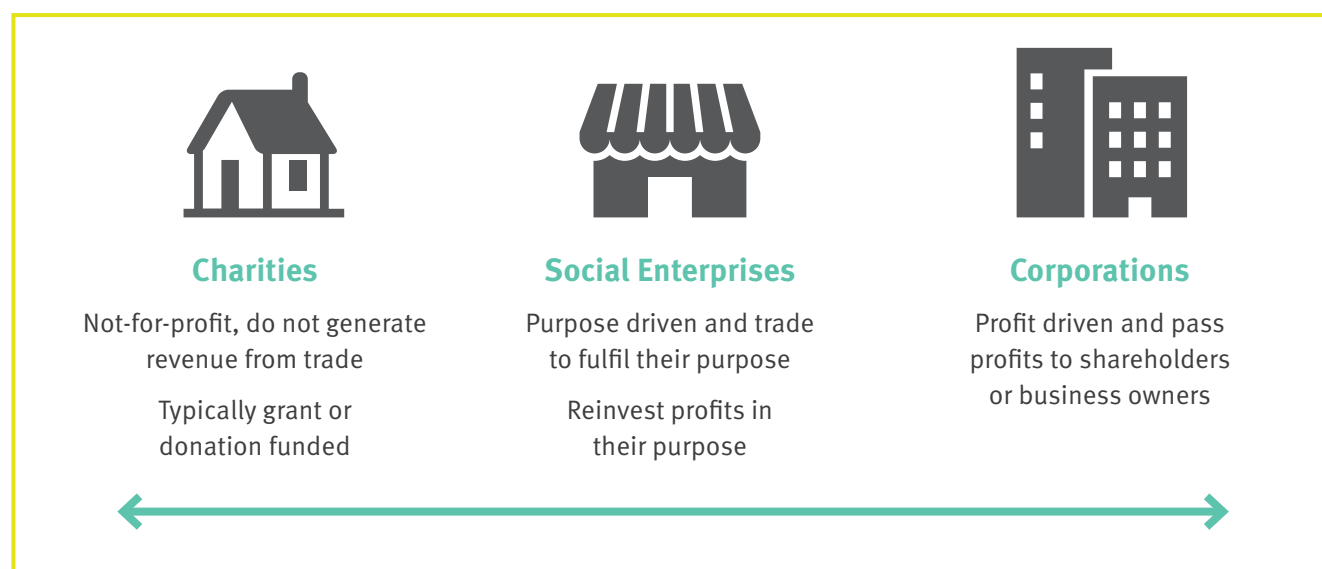 Charities
Not-for-profit, do not generate
revenue from trade
Typically grant or
donation funded
Social Enterprises
Purpose driven and trade
to fulfil their purpose
Reinvest profits in
their purpose
Corporations
Profit driven and pass
profits to shareholders
or business owners